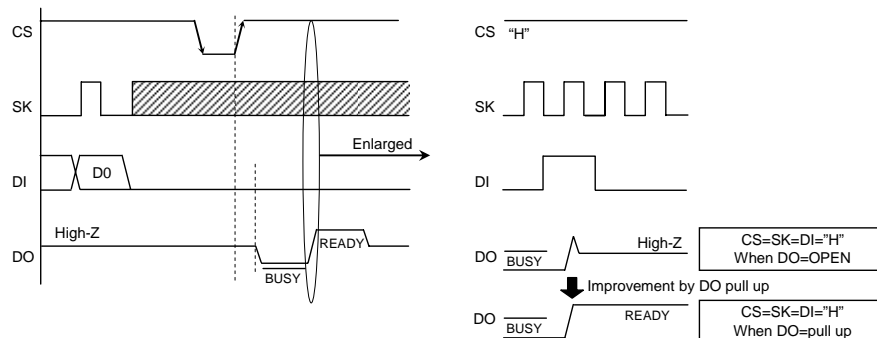 CS
SK
Enlarged
DI
D0
High-Z
DO
READY
BUSY
CS
“H”
SK
DI
High-Z
DO
BUSY
CS=SK=DI=”H”
When DO=OPEN
Improvement by DO pull up
DO
BUSY
READY
CS=SK=DI=”H”
When DO=pull up